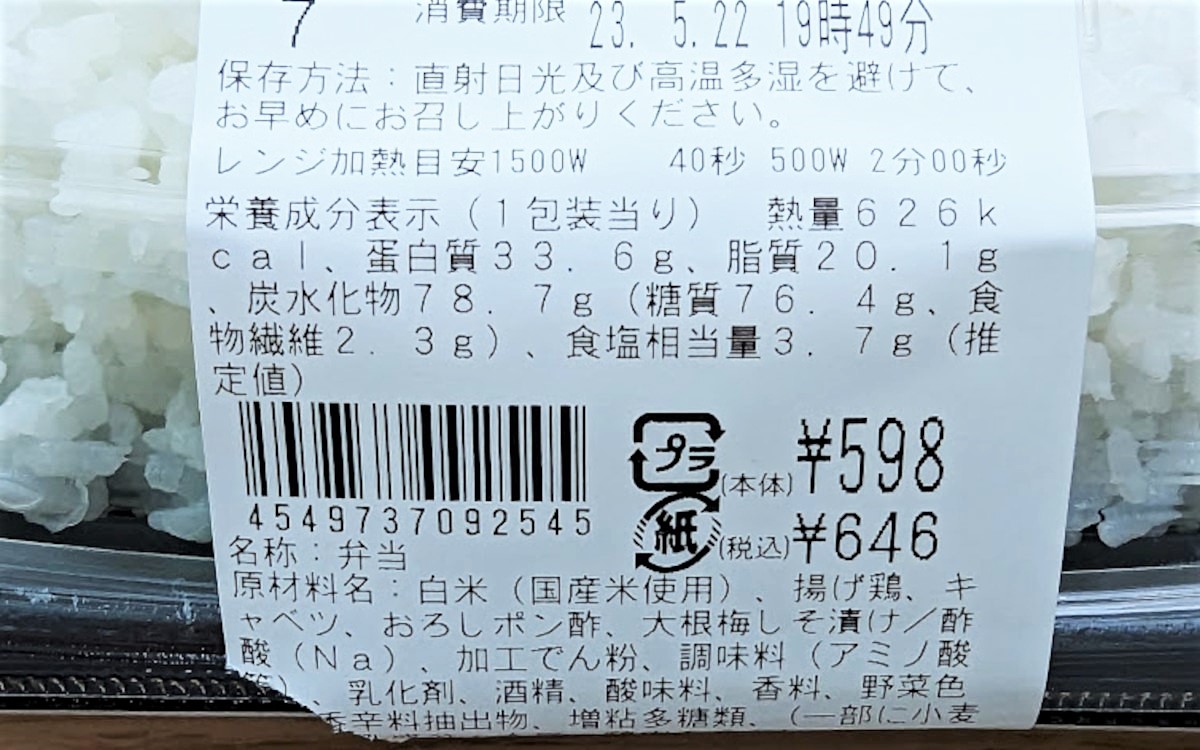 7 消費期限 23. 5.22 19時49分
保存方法：直射日光及び高温多湿を避けて、
お早めにお召し上がりください。
レンジ加熱目安1500W 40秒 500W 2分00秒
栄養成分表示（1包装当り） 熱量626k
cal、蛋白質33．6g、脂質20．1g
、炭水化物78．7g（糖質76．4g、食
物繊維2．3g）、食塩相当量3．7g（推
定値）
プラ
(本体)¥598
4549737092545
紙
(税込)¥646
名称：弁当
原材料名：白米（国産米使用）、揚げ鶏、キ
ャベツ、おろしポン酢、大根梅しそ漬け／酢
酸（Na）、加工でん粉、調味料（アミノ酸
等）、乳化剤、酒精、酸味料、香料、野菜色
香辛料抽出物、増粘多糖類、（一部に小麦